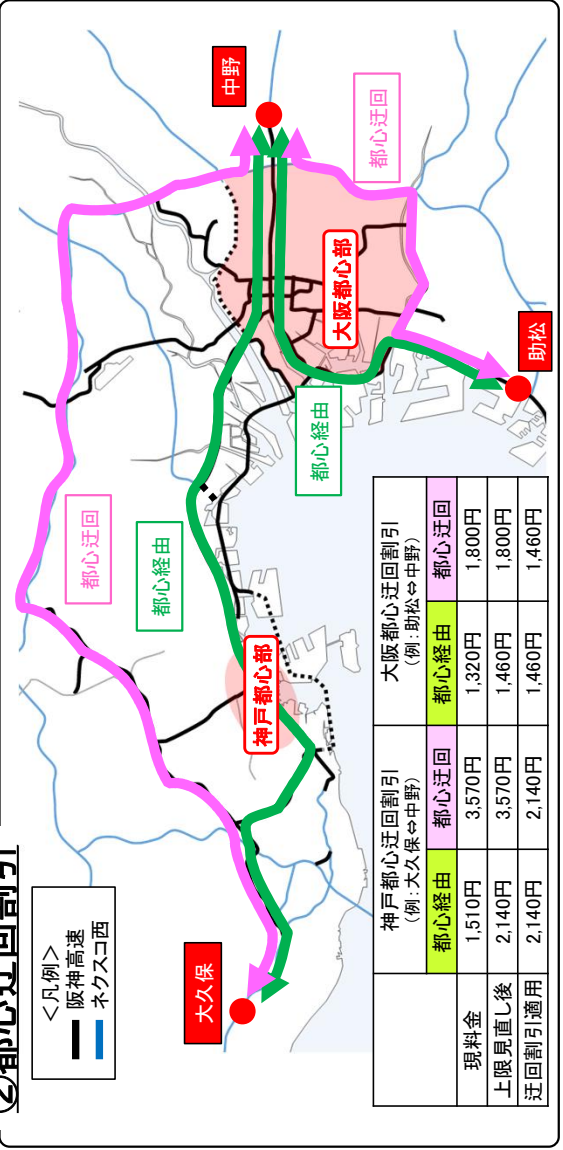 ②都心迂回割引
<凡例>
阪神高速
ネクスコ西
大久保
中野
助松
都心迂回
都心経由
神戸都心部
都心経由
大阪都心部
都心迂回
神戸都心迂回割引 大阪都心迂回割引
(例:大久保⇔中野) (例:助松⇔中野)
都心経由 都心迂回 都心経由 都心迂回
現料金 1,510円 3,570円 1,320円 1,800円
上限見直し後 2,140円 3,570円 1,460円 1,800円
迂回割引適用 2,140円 2,140円 1,460円 1,460円